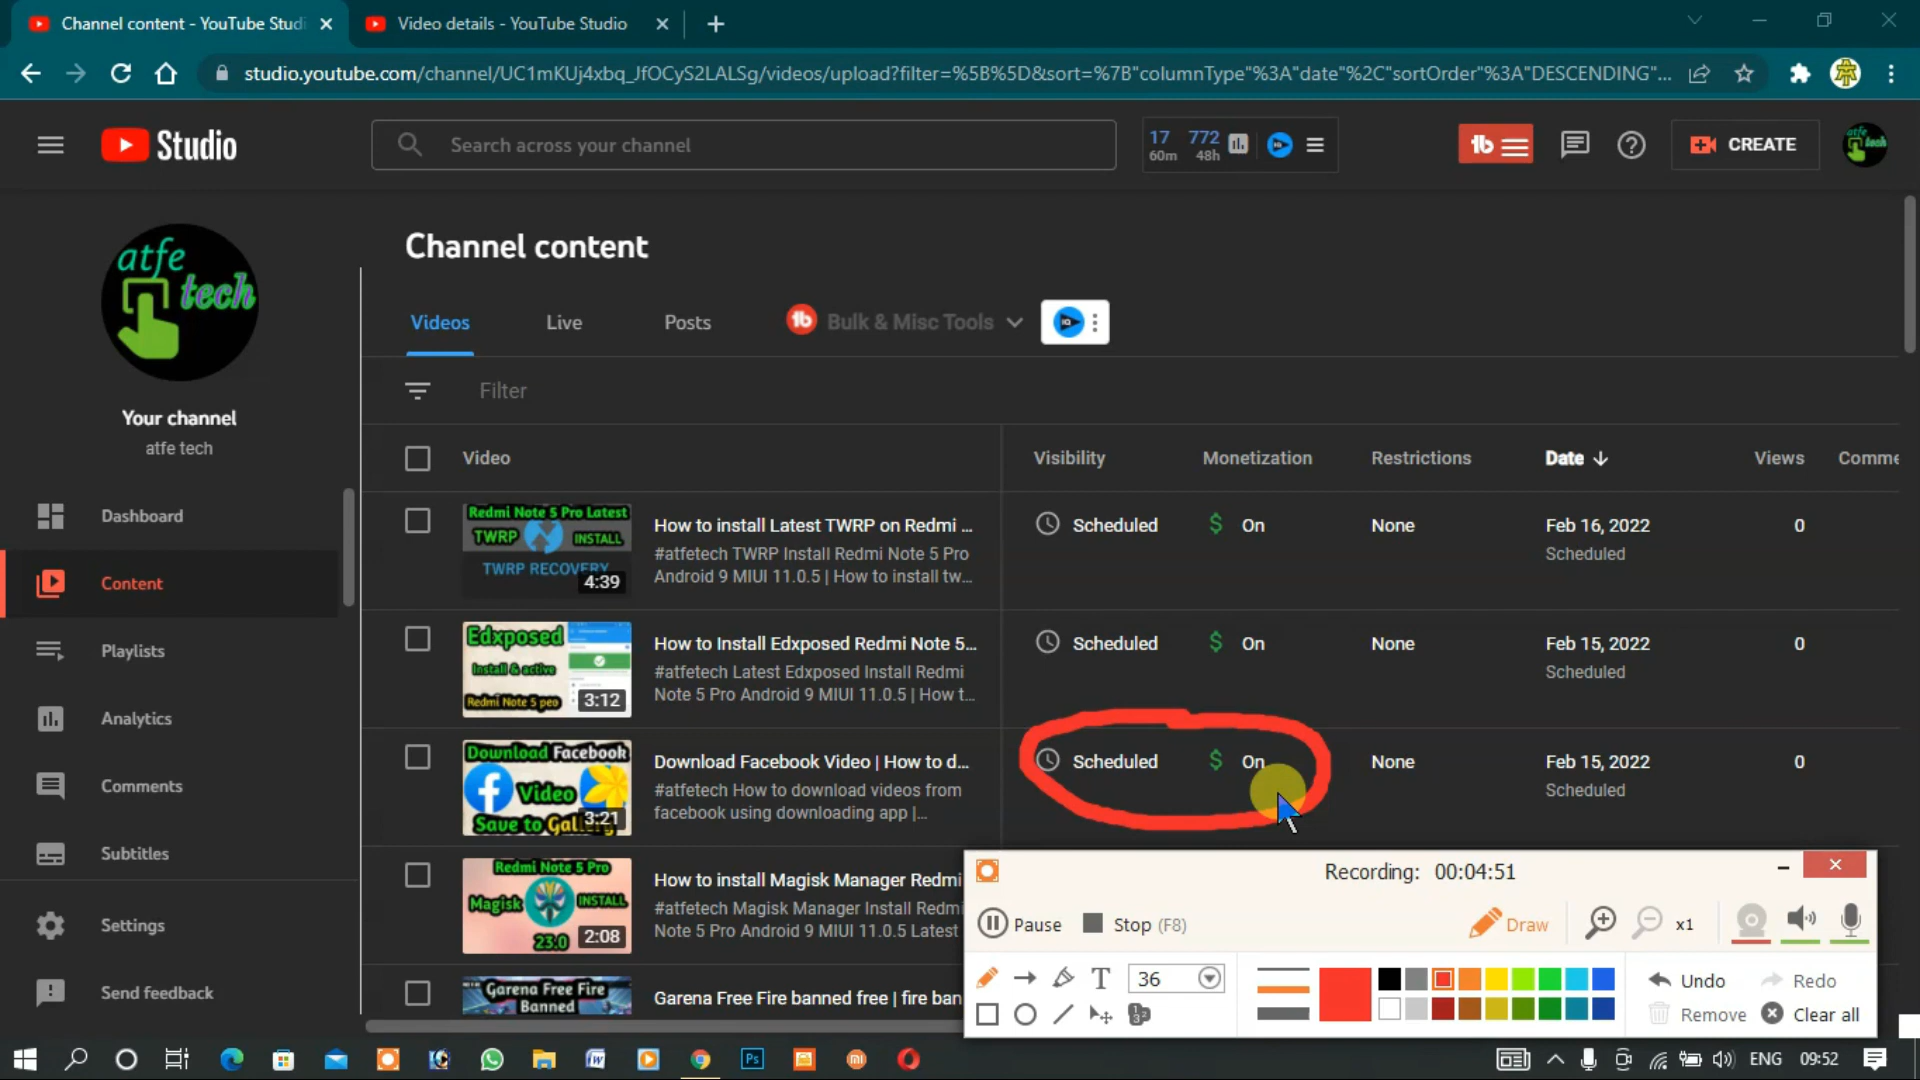 Channel content - YouTube Studi
Video details - YouTube Studio
studio.youtube.com/channel/UC1mKUj4xbq_JfOCyS2LALSg/videos/upload?filter=%5B%5D&sort=%7B"columnType"%3A"date"%2C"sortOrder"%3A"DESCENDING"...
Studio
Search across your channel
17 772
60m 48h
CREATE
atfe
tech
Your channel
atfe tech
Dashboard
Content
Playlists
Analytics
Comments
Subtitles
Settings
Send feedback
Channel content
Videos Live Posts Bulk & Misc Tools
Filter
Video Visibility Monetization Restrictions Date Views Comme
Redmi Note 5 Pro Latest
TWRP INSTALL
TWRP RECOVERY
4:39
How to install Latest TWRP on Redmi ...
#atfetech TWRP Install Redmi Note 5 Pro
Android 9 MIUI 11.0.5 | How to install tw...
Scheduled $ On None Feb 16, 2022 0
Scheduled
Edxposed
Install & active
Redmi Note 5 peo
3:12
How to Install Edxposed Redmi Note 5...
#atfetech Latest Edxposed Install Redmi
Note 5 Pro Android 9 MIUI 11.0.5 | How t...
Scheduled $ On None Feb 15, 2022 0
Scheduled
Download Facebook
Video
Save to Gallery
3:21
Download Facebook Video | How to d...
#atfetech How to download videos from
facebook using downloading app |...
Scheduled $ On None Feb 15, 2022 0
Scheduled
Redmi Note 5 Pro
Magisk INSTALL
23.0
2:08
How to install Magisk Manager Redmi
#atfetech Magisk Manager Install Redmi
Note 5 Pro Android 9 MIUI 11.0.5 Latest
Garena Free Fire
Banned
Garena Free Fire banned free | fire ban
Recording: 00:04:51
Pause Stop (F8) Draw x1
T 36 Undo Redo
Remove Clear all
Ps
ENG 09:52